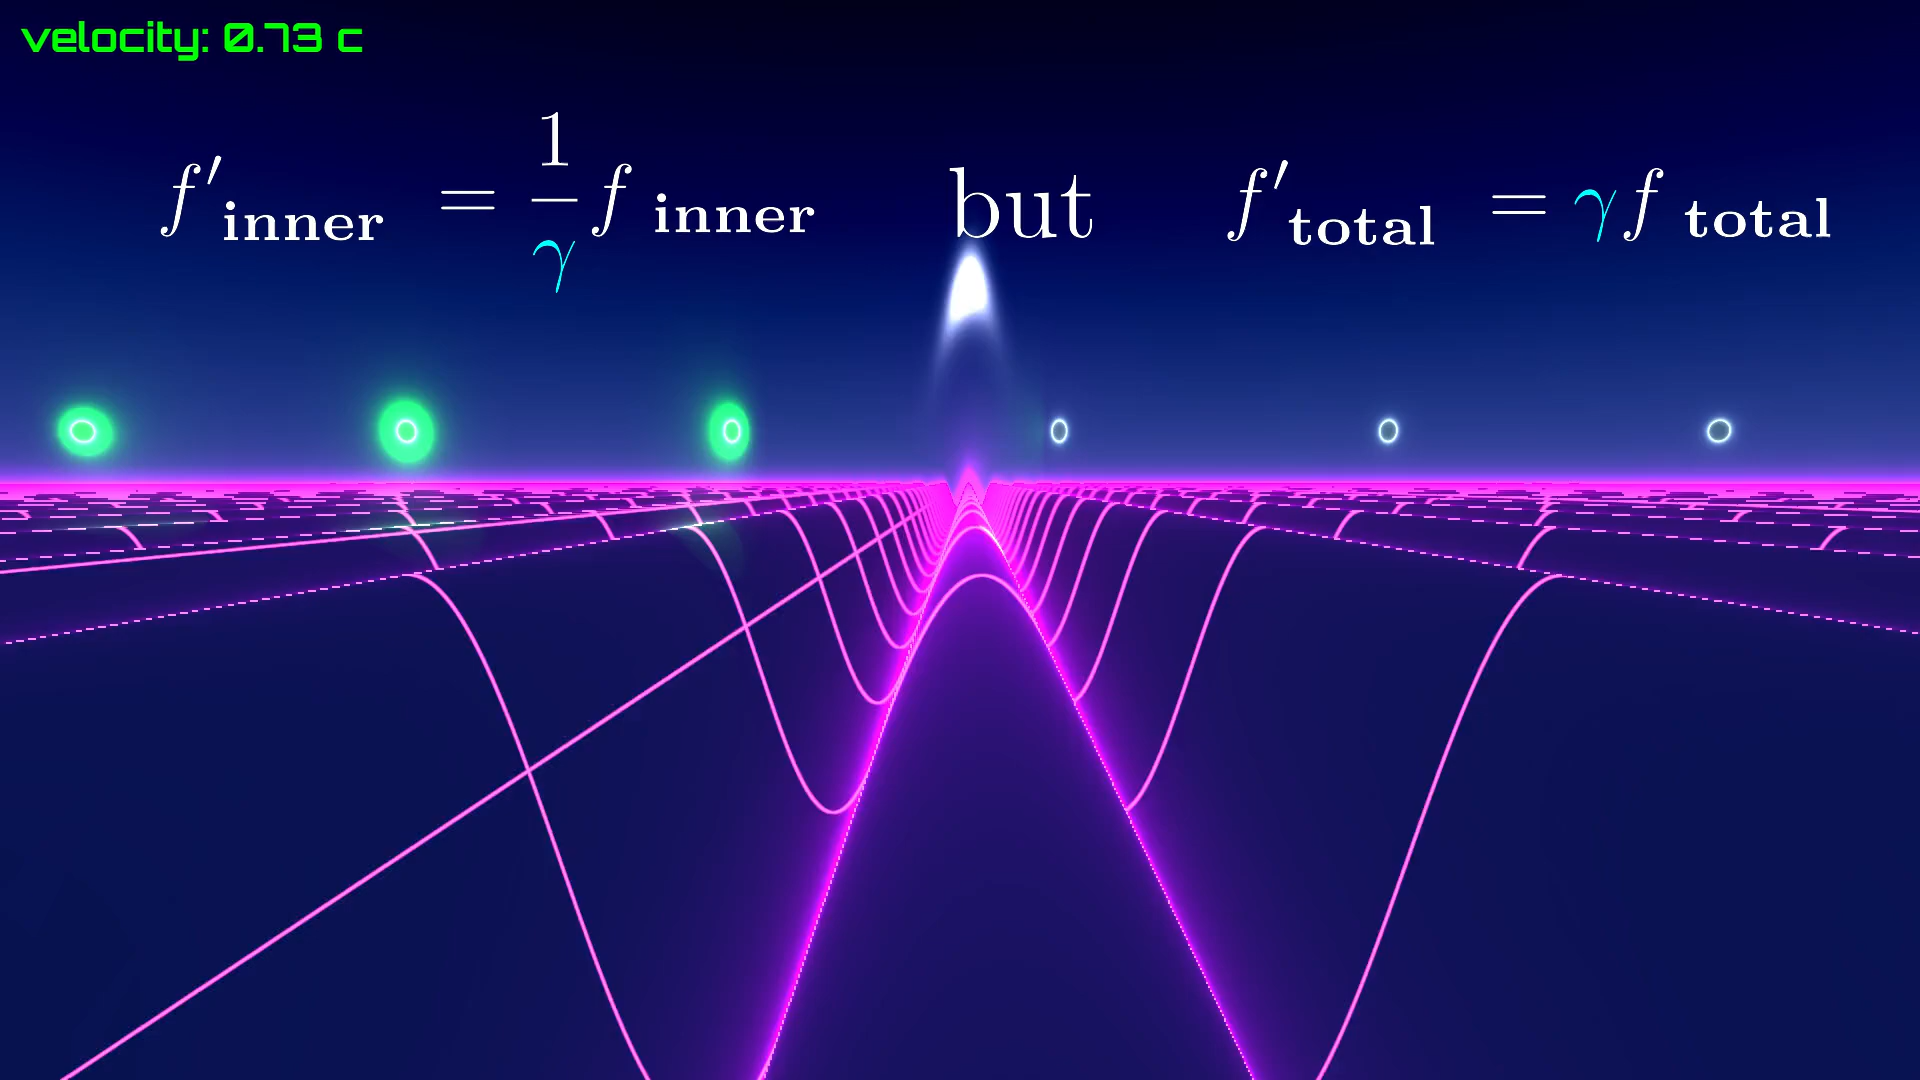 velocity: 0.73 c
f′inner = 1/γ f inner but f′total = γf total